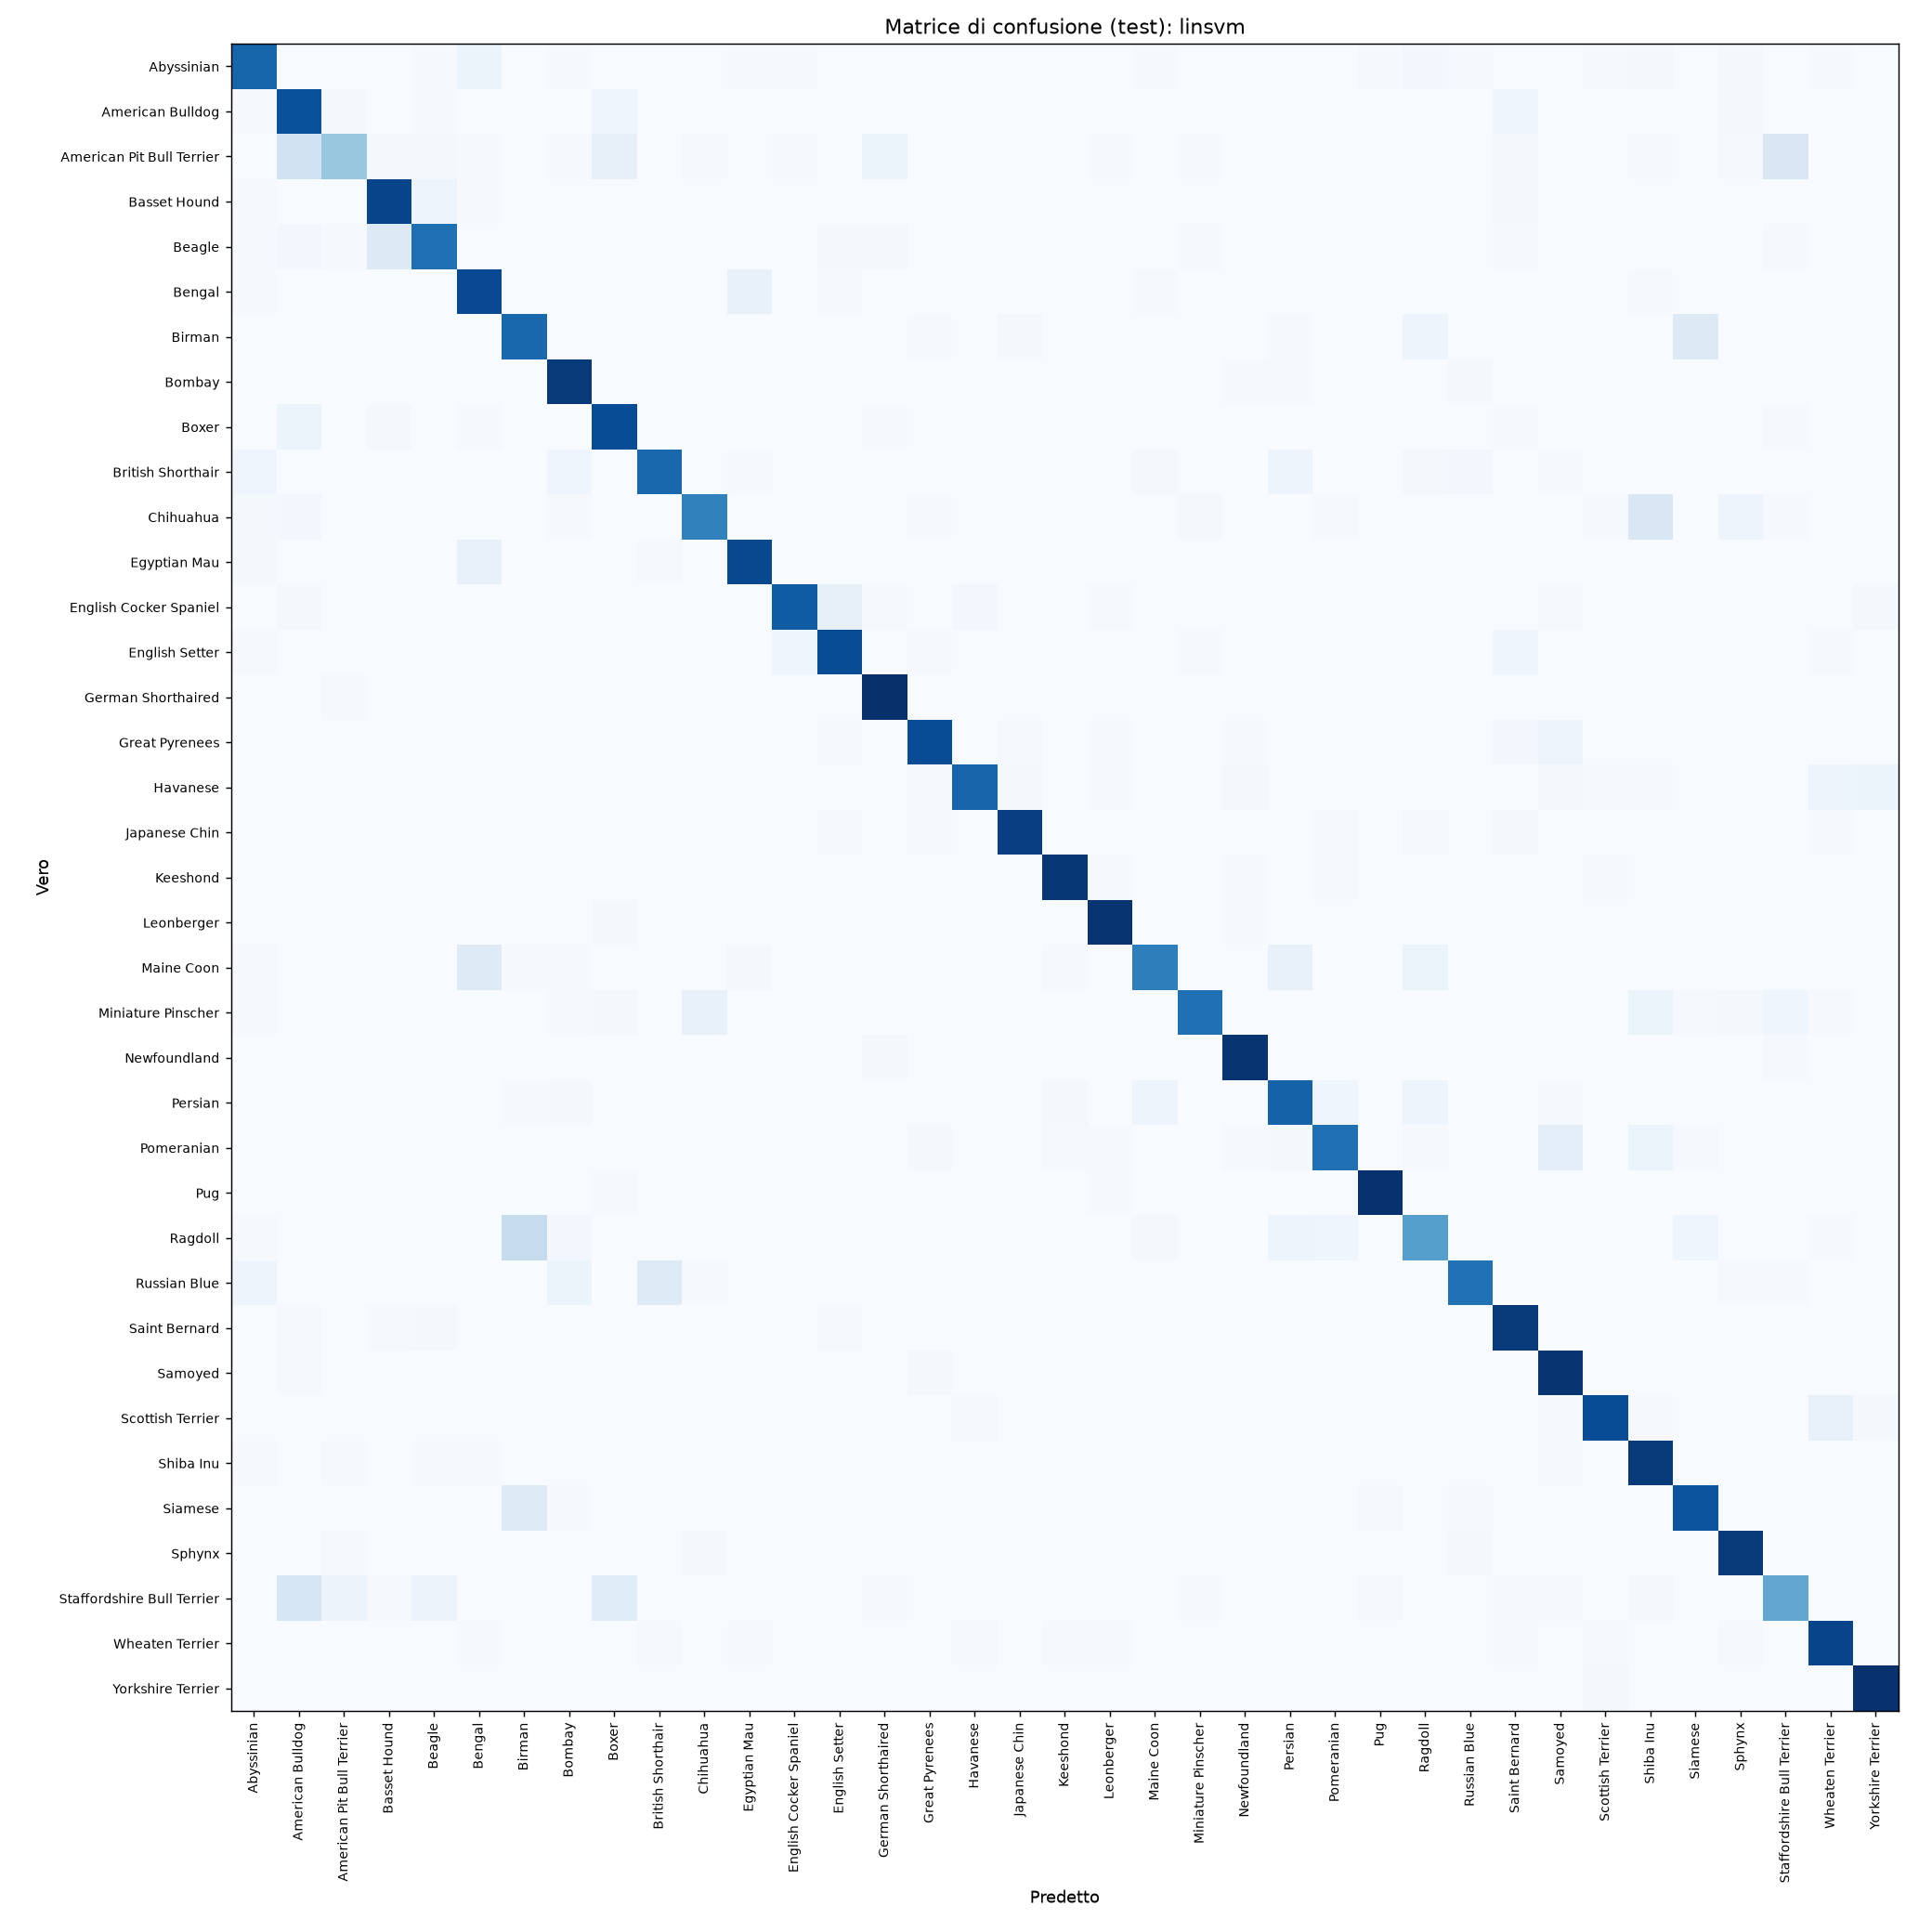 Matrice di confusione (test): linsvm
Vero
Abyssinian
American Bulldog
American Pit Bull Terrier
Basset Hound
Beagle
Bengal
Birman
Bombay
Boxer
British Shorthair
Chihuahua
Egyptian Mau
English Cocker Spaniel
English Setter
German Shorthaired
Great Pyrenees
Havanese
Japanese Chin
Keeshond
Leonberger
Maine Coon
Miniature Pinscher
Newfoundland
Persian
Pomeranian
Pug
Ragdoll
Russian Blue
Saint Bernard
Samoyed
Scottish Terrier
Shiba Inu
Siamese
Sphynx
Staffordshire Bull Terrier
Wheaten Terrier
Yorkshire Terrier
Abyssinian
American Bulldog
American Pit Bull Terrier
Basset Hound
Beagle
Bengal
Birman
Bombay
Boxer
British Shorthair
Chihuahua
Egyptian Mau
English Cocker Spaniel
English Setter
German Shorthaired
Great Pyrenees
Havanese
Japanese Chin
Keeshond
Leonberger
Maine Coon
Miniature Pinscher
Newfoundland
Persian
Pomeranian
Pug
Ragdoll
Russian Blue
Saint Bernard
Samoyed
Scottish Terrier
Shiba Inu
Siamese
Sphynx
Staffordshire Bull Terrier
Wheaten Terrier
Yorkshire Terrier
Predetto